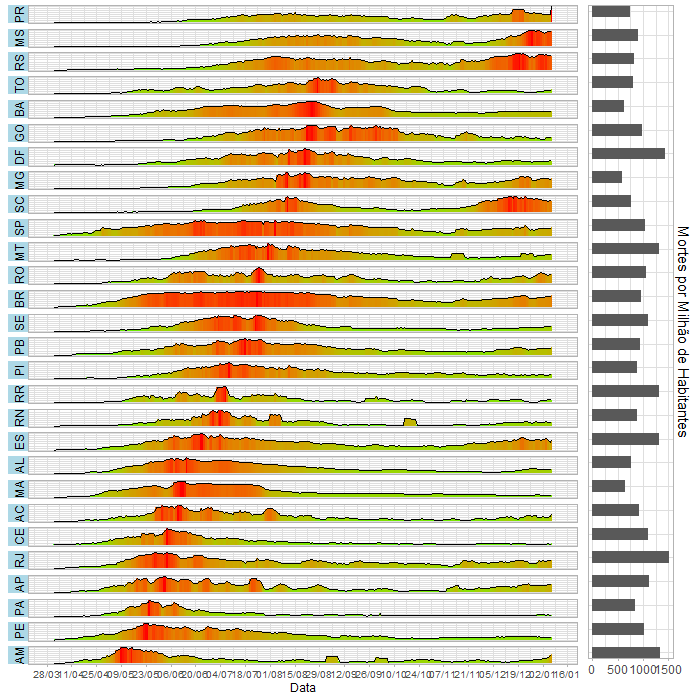 PR
MS
RS
TO
BA
GO
DF
MG
SC
SP
MT
RO
BR
SE
PB
PI
RR
RN
ES
AL
MA
AC
CE
RJ
AP
PA
PE
AM
28/03 11/04 25/04 09/05 23/05 06/06 20/06 04/07 18/07 01/08 15/08 29/08 12/09 26/09 10/10 24/10 07/11 21/11 05/12 19/12 02/01 16/01
Data
0 500 1000 1500
Mortes por Milhão de Habitantes